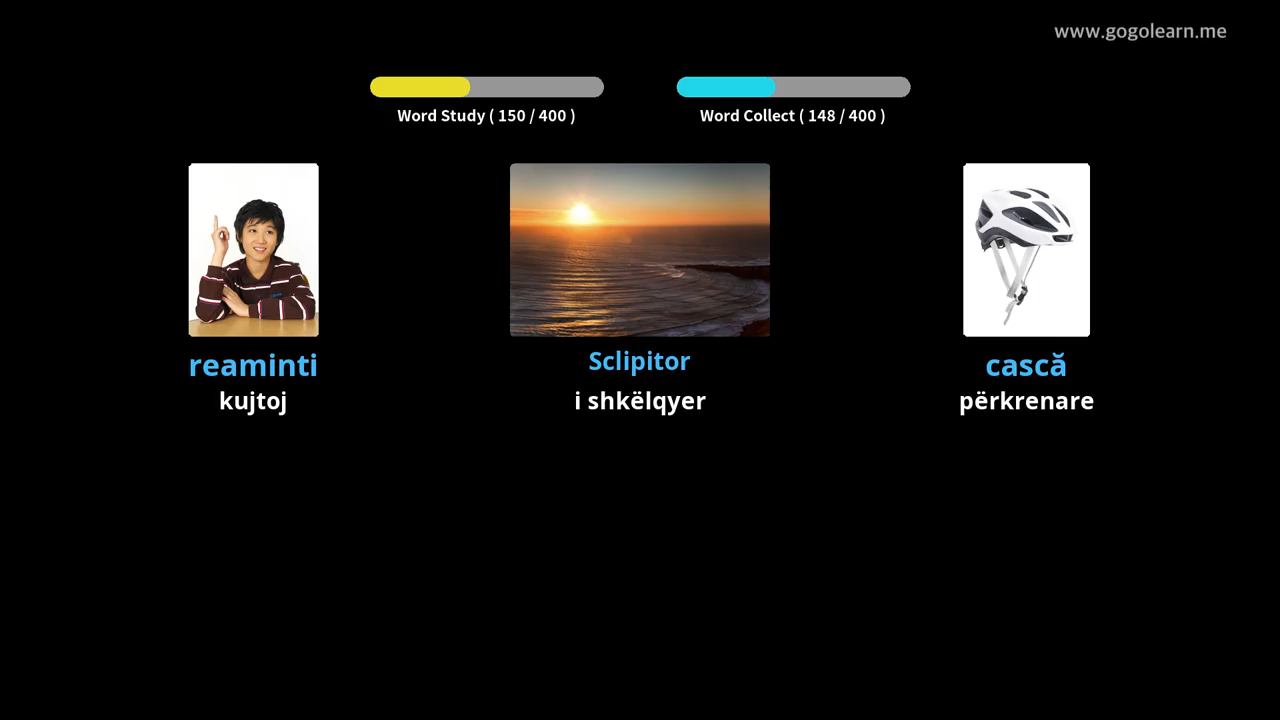 www.gogolearn.me
Word Study ( 150 / 400 )
Word Collect ( 148 / 400 )
reaminti
kujtoj
Sclipitor
i shkëlqyer
cască
përkrenare